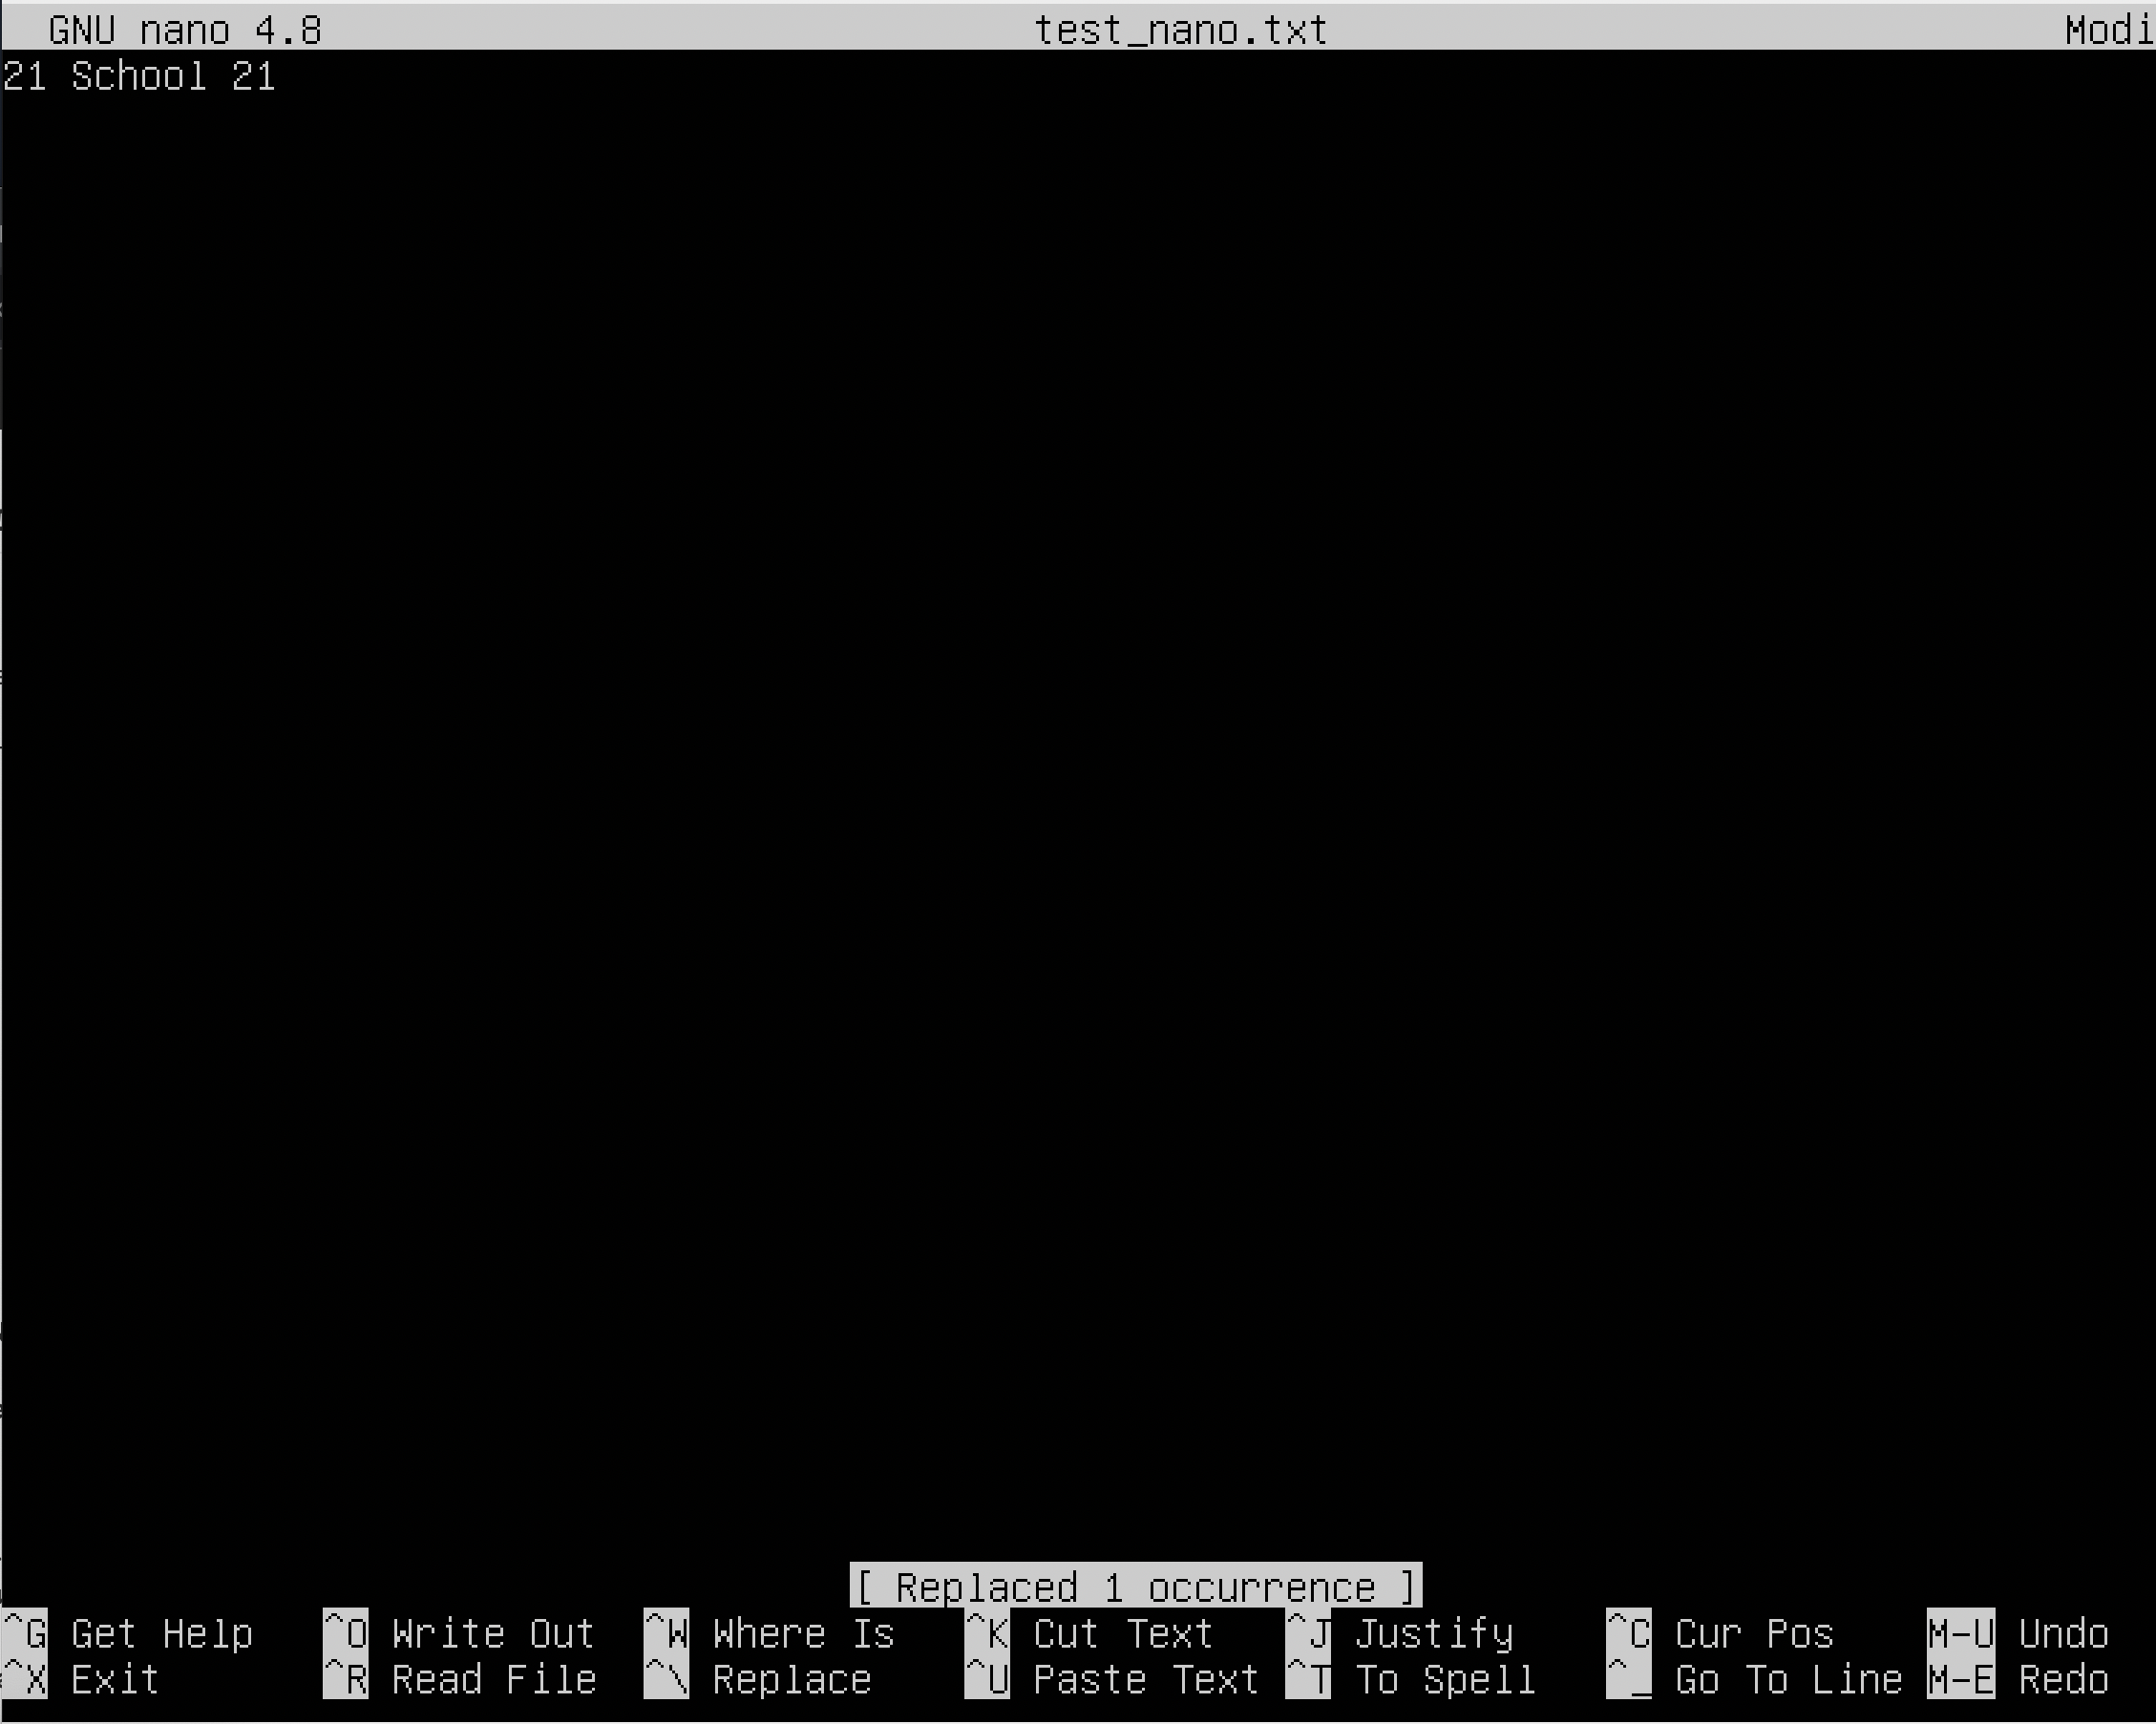 GNU nano 4.8 test_nano.txt Modi
21 School 21
[ Replaced 1 occurrence ]
^G Get Help ^O Write Out ^W Where Is ^K Cut Text ^J Justify ^C Cur Pos M-U Undo
^X Exit ^R Read File ^\ Replace ^U Paste Text ^T To Spell ^_ Go To Line M-E Redo